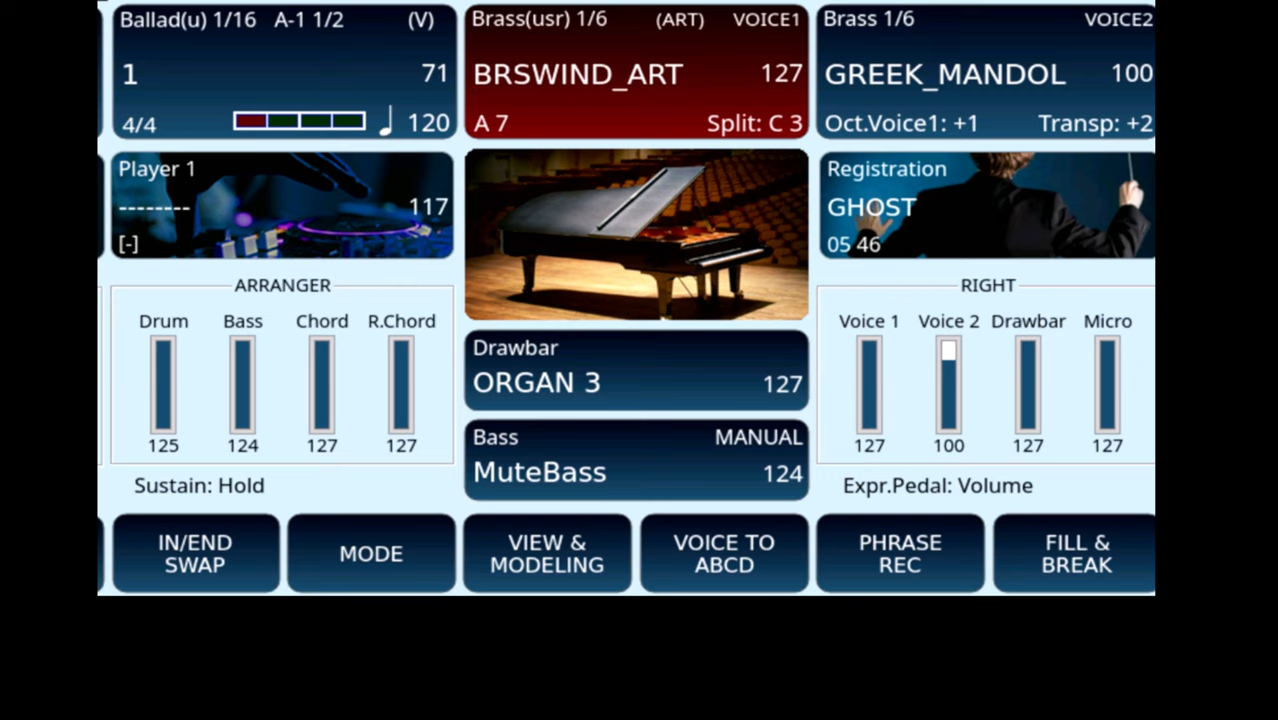 Ballad(u) 1/16 A-1 1/2 (V)
1 71
4/4 120
Brass(usr) 1/6 (ART) VOICE1
BRSWIND_ART 127
A 7 Split: C 3
Brass 1/6 VOICE2
GREEK_MANDOL 100
Oct.Voice1: +1 Transp: +2
Player 1
-------- 117
[-]
Registration
GHOST
05 46
ARRANGER
Drum Bass Chord R.Chord
125 124 127 127
Sustain: Hold
Drawbar
ORGAN 3 127
Bass MANUAL
MuteBass 124
RIGHT
Voice 1 Voice 2 Drawbar Micro
127 100 127 127
Expr.Pedal: Volume
IN/END
SWAP
MODE
VIEW &
MODELING
VOICE TO
ABCD
PHRASE
REC
FILL &
BREAK